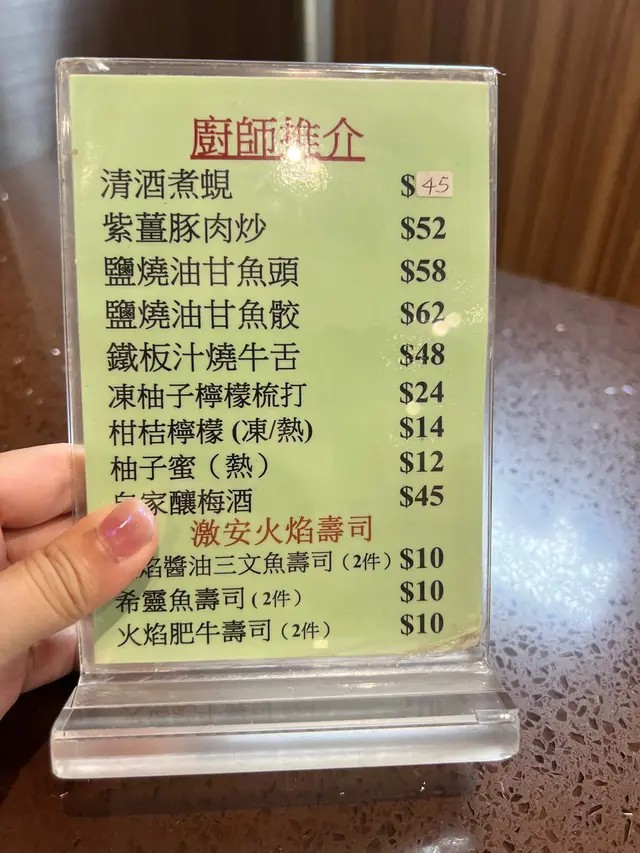 廚師推介
清酒煮蜆 $45
紫薑豚肉炒 $52
鹽燒油甘魚頭 $58
鹽燒油甘魚骹 $62
鐵板汁燒牛舌 $48
凍柚子檸檬梳打 $24
柑桔檸檬 (凍/熱) $14
柚子蜜（熱） $12
家釀梅酒 $45
激安火焰壽司
焰醬油三文魚壽司（2件） $10
希靈魚壽司 (2件） $10
火焰肥牛壽司（2件） $10